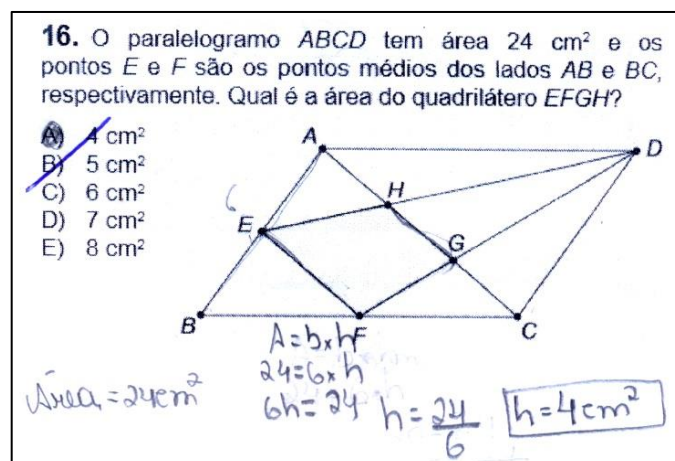 16. O paralelogramo ABCD tem área 24 cm² e os
pontos E e F são os pontos médios dos lados AB e BC,
respectivamente. Qual é a área do quadrilátero EFGH?
A) 4 cm²
B) 5 cm²
C) 6 cm²
D) 7 cm²
E) 8 cm²
A
D
H
6
E
G
B
F
C
A=bxh
24=6xh
Área=24cm²
6h=24
h=24/6
h=4cm²